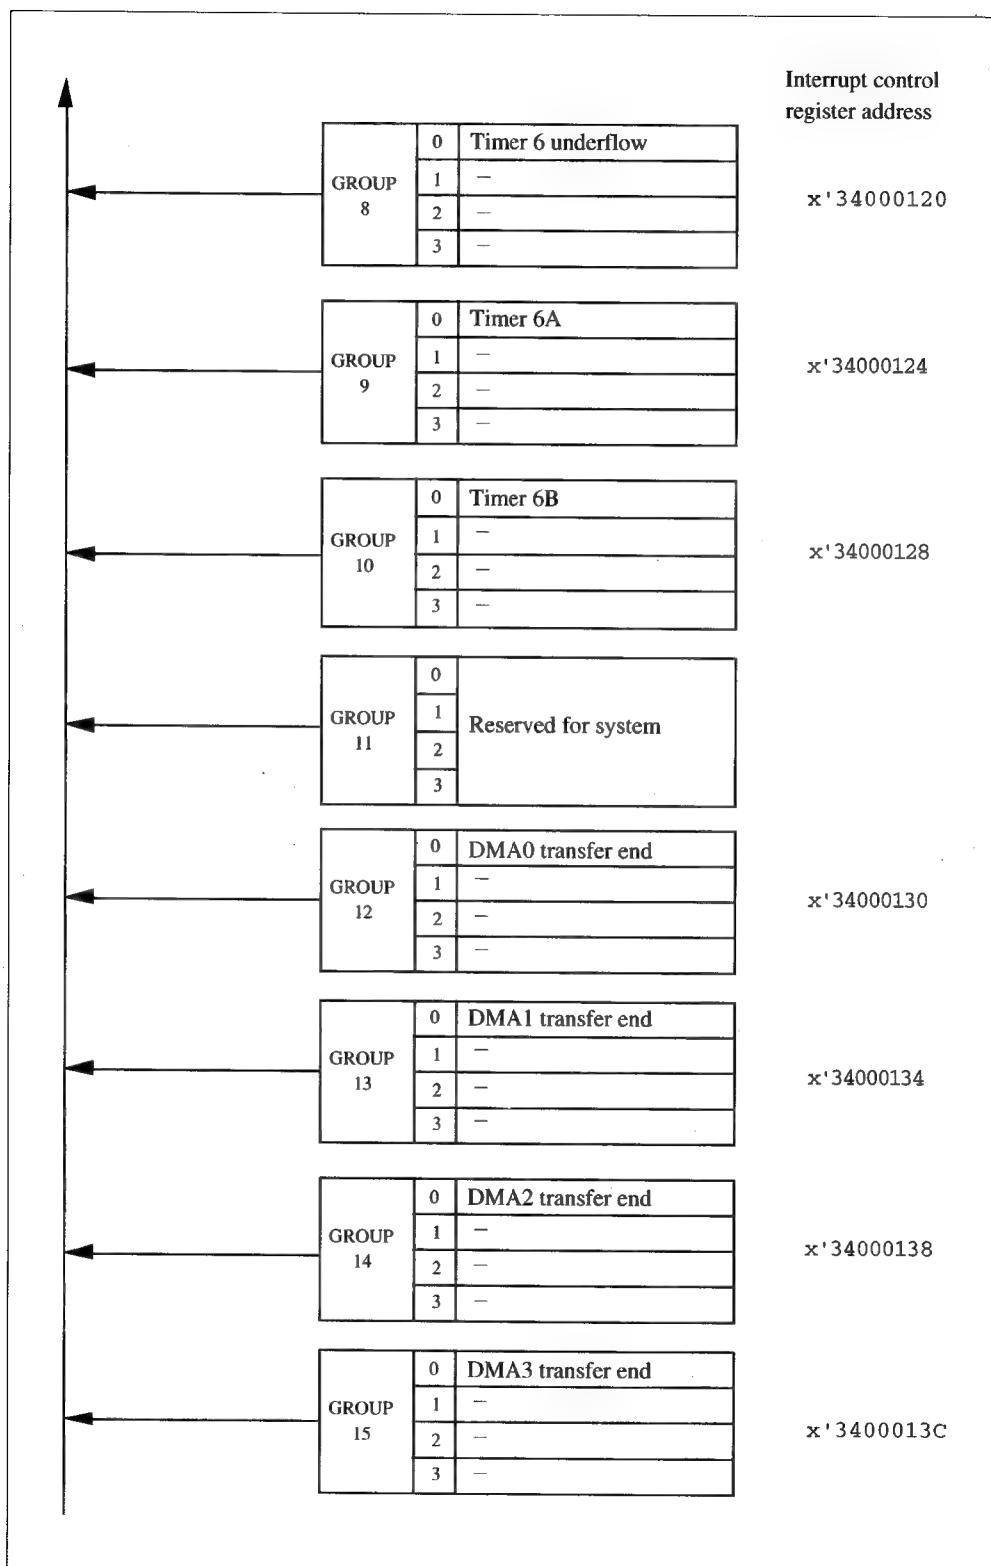 Interrupt control
register address
0 Timer 6 underflow
GROUP
8
1 –
2 –
3 –
x'34000120
0 Timer 6A
GROUP
9
1 –
2 –
3 –
x'34000124
0 Timer 6B
GROUP
10
1 –
2 –
3 –
x'34000128
0
GROUP
11
1
Reserved for system
2
3
0 DMA0 transfer end
GROUP
12
1 –
2 –
3 –
x'34000130
0 DMA1 transfer end
GROUP
13
1 –
2 –
3 –
x'34000134
0 DMA2 transfer end
GROUP
14
1 –
2 –
3 –
x'34000138
0 DMA3 transfer end
GROUP
15
1 –
2 –
3 –
x'3400013C